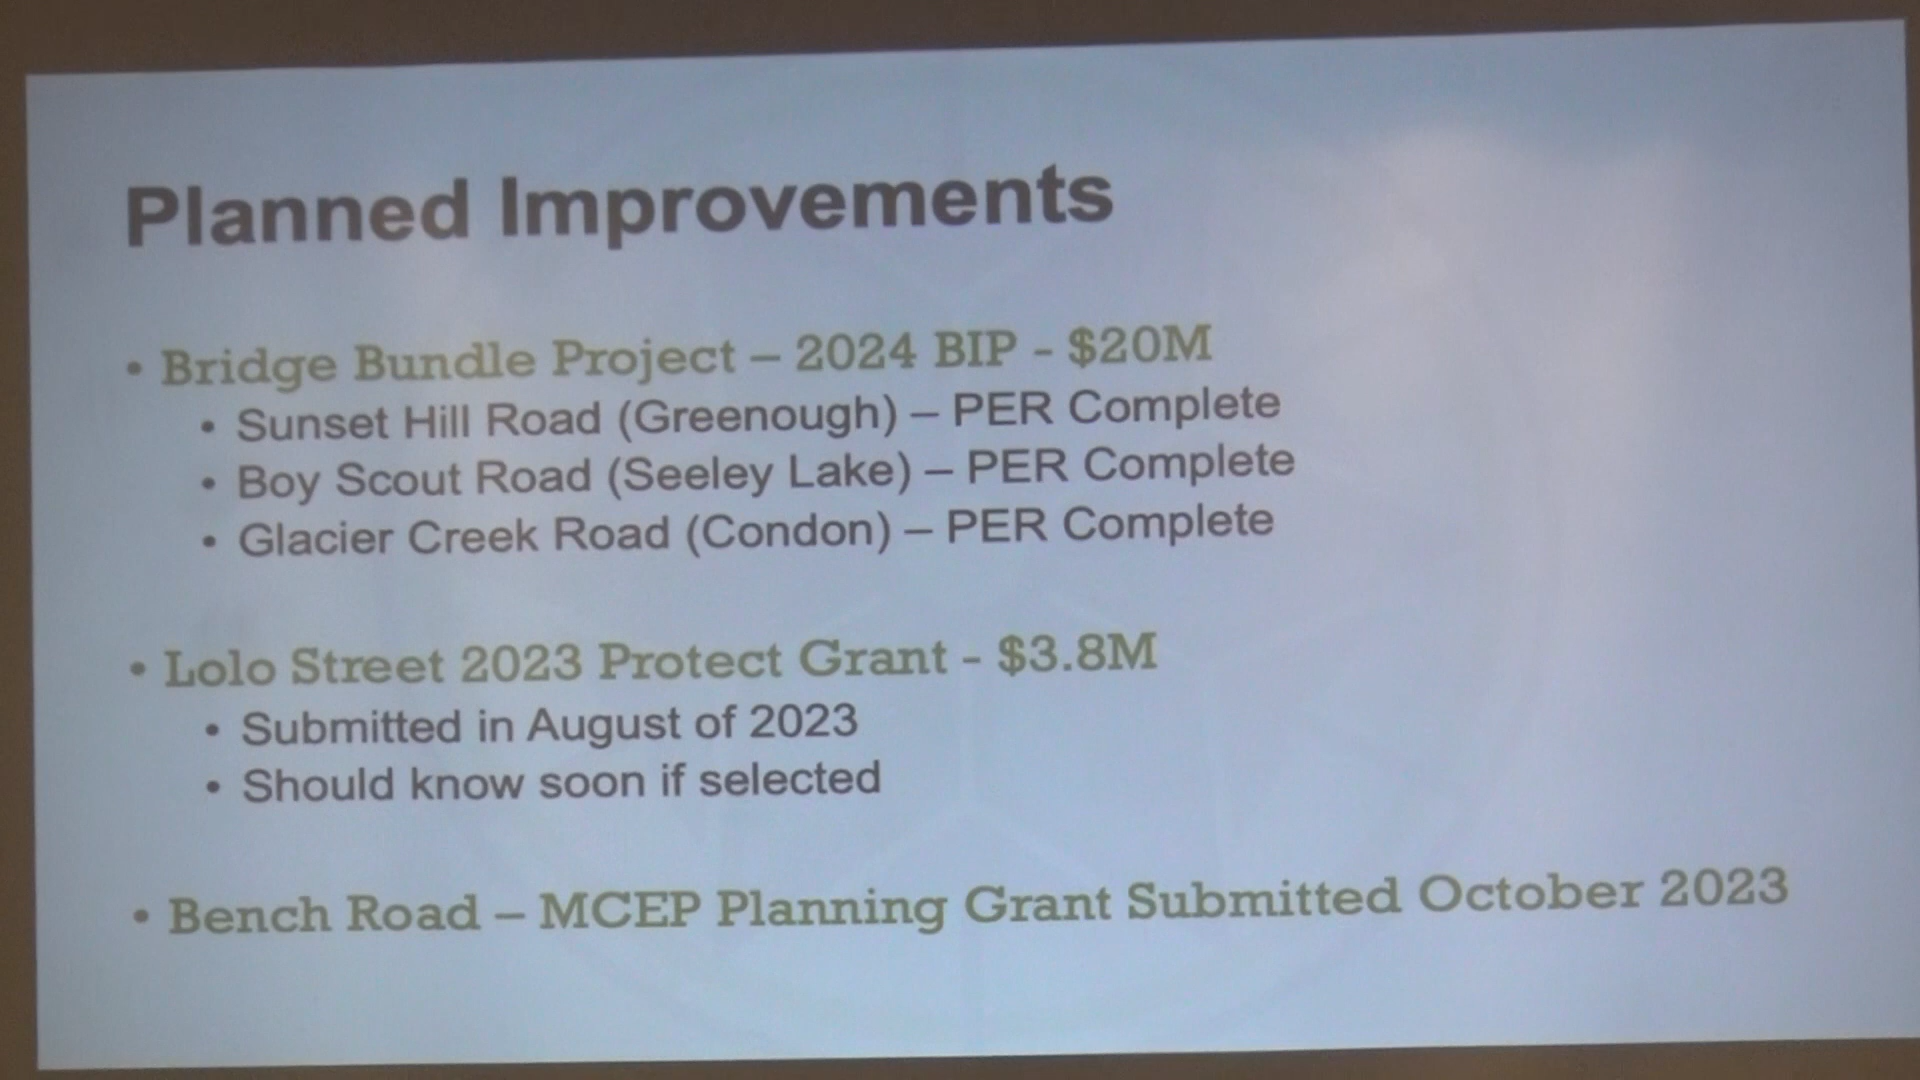 Planned Improvements
• Bridge Bundle Project – 2024 BIP - $20M
• Sunset Hill Road (Greenough) – PER Complete
• Boy Scout Road (Seeley Lake) – PER Complete
• Glacier Creek Road (Condon) – PER Complete
• Lolo Street 2023 Protect Grant - $3.8M
• Submitted in August of 2023
• Should know soon if selected
• Bench Road – MCEP Planning Grant Submitted October 2023